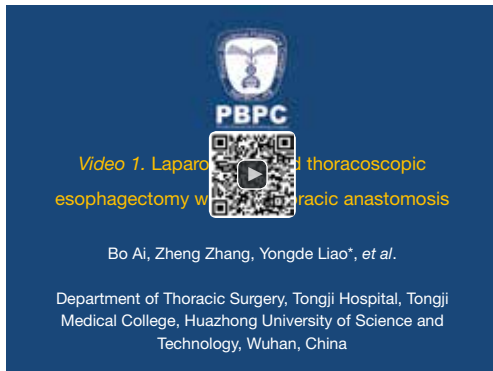 PBPC
Video 1. Laparo d thoracoscopic
esophagectomy w oracic anastomosis
Bo Ai, Zheng Zhang, Yongde Liao*, et al.
Department of Thoracic Surgery, Tongji Hospital, Tongji
Medical College, Huazhong University of Science and
Technology, Wuhan, China